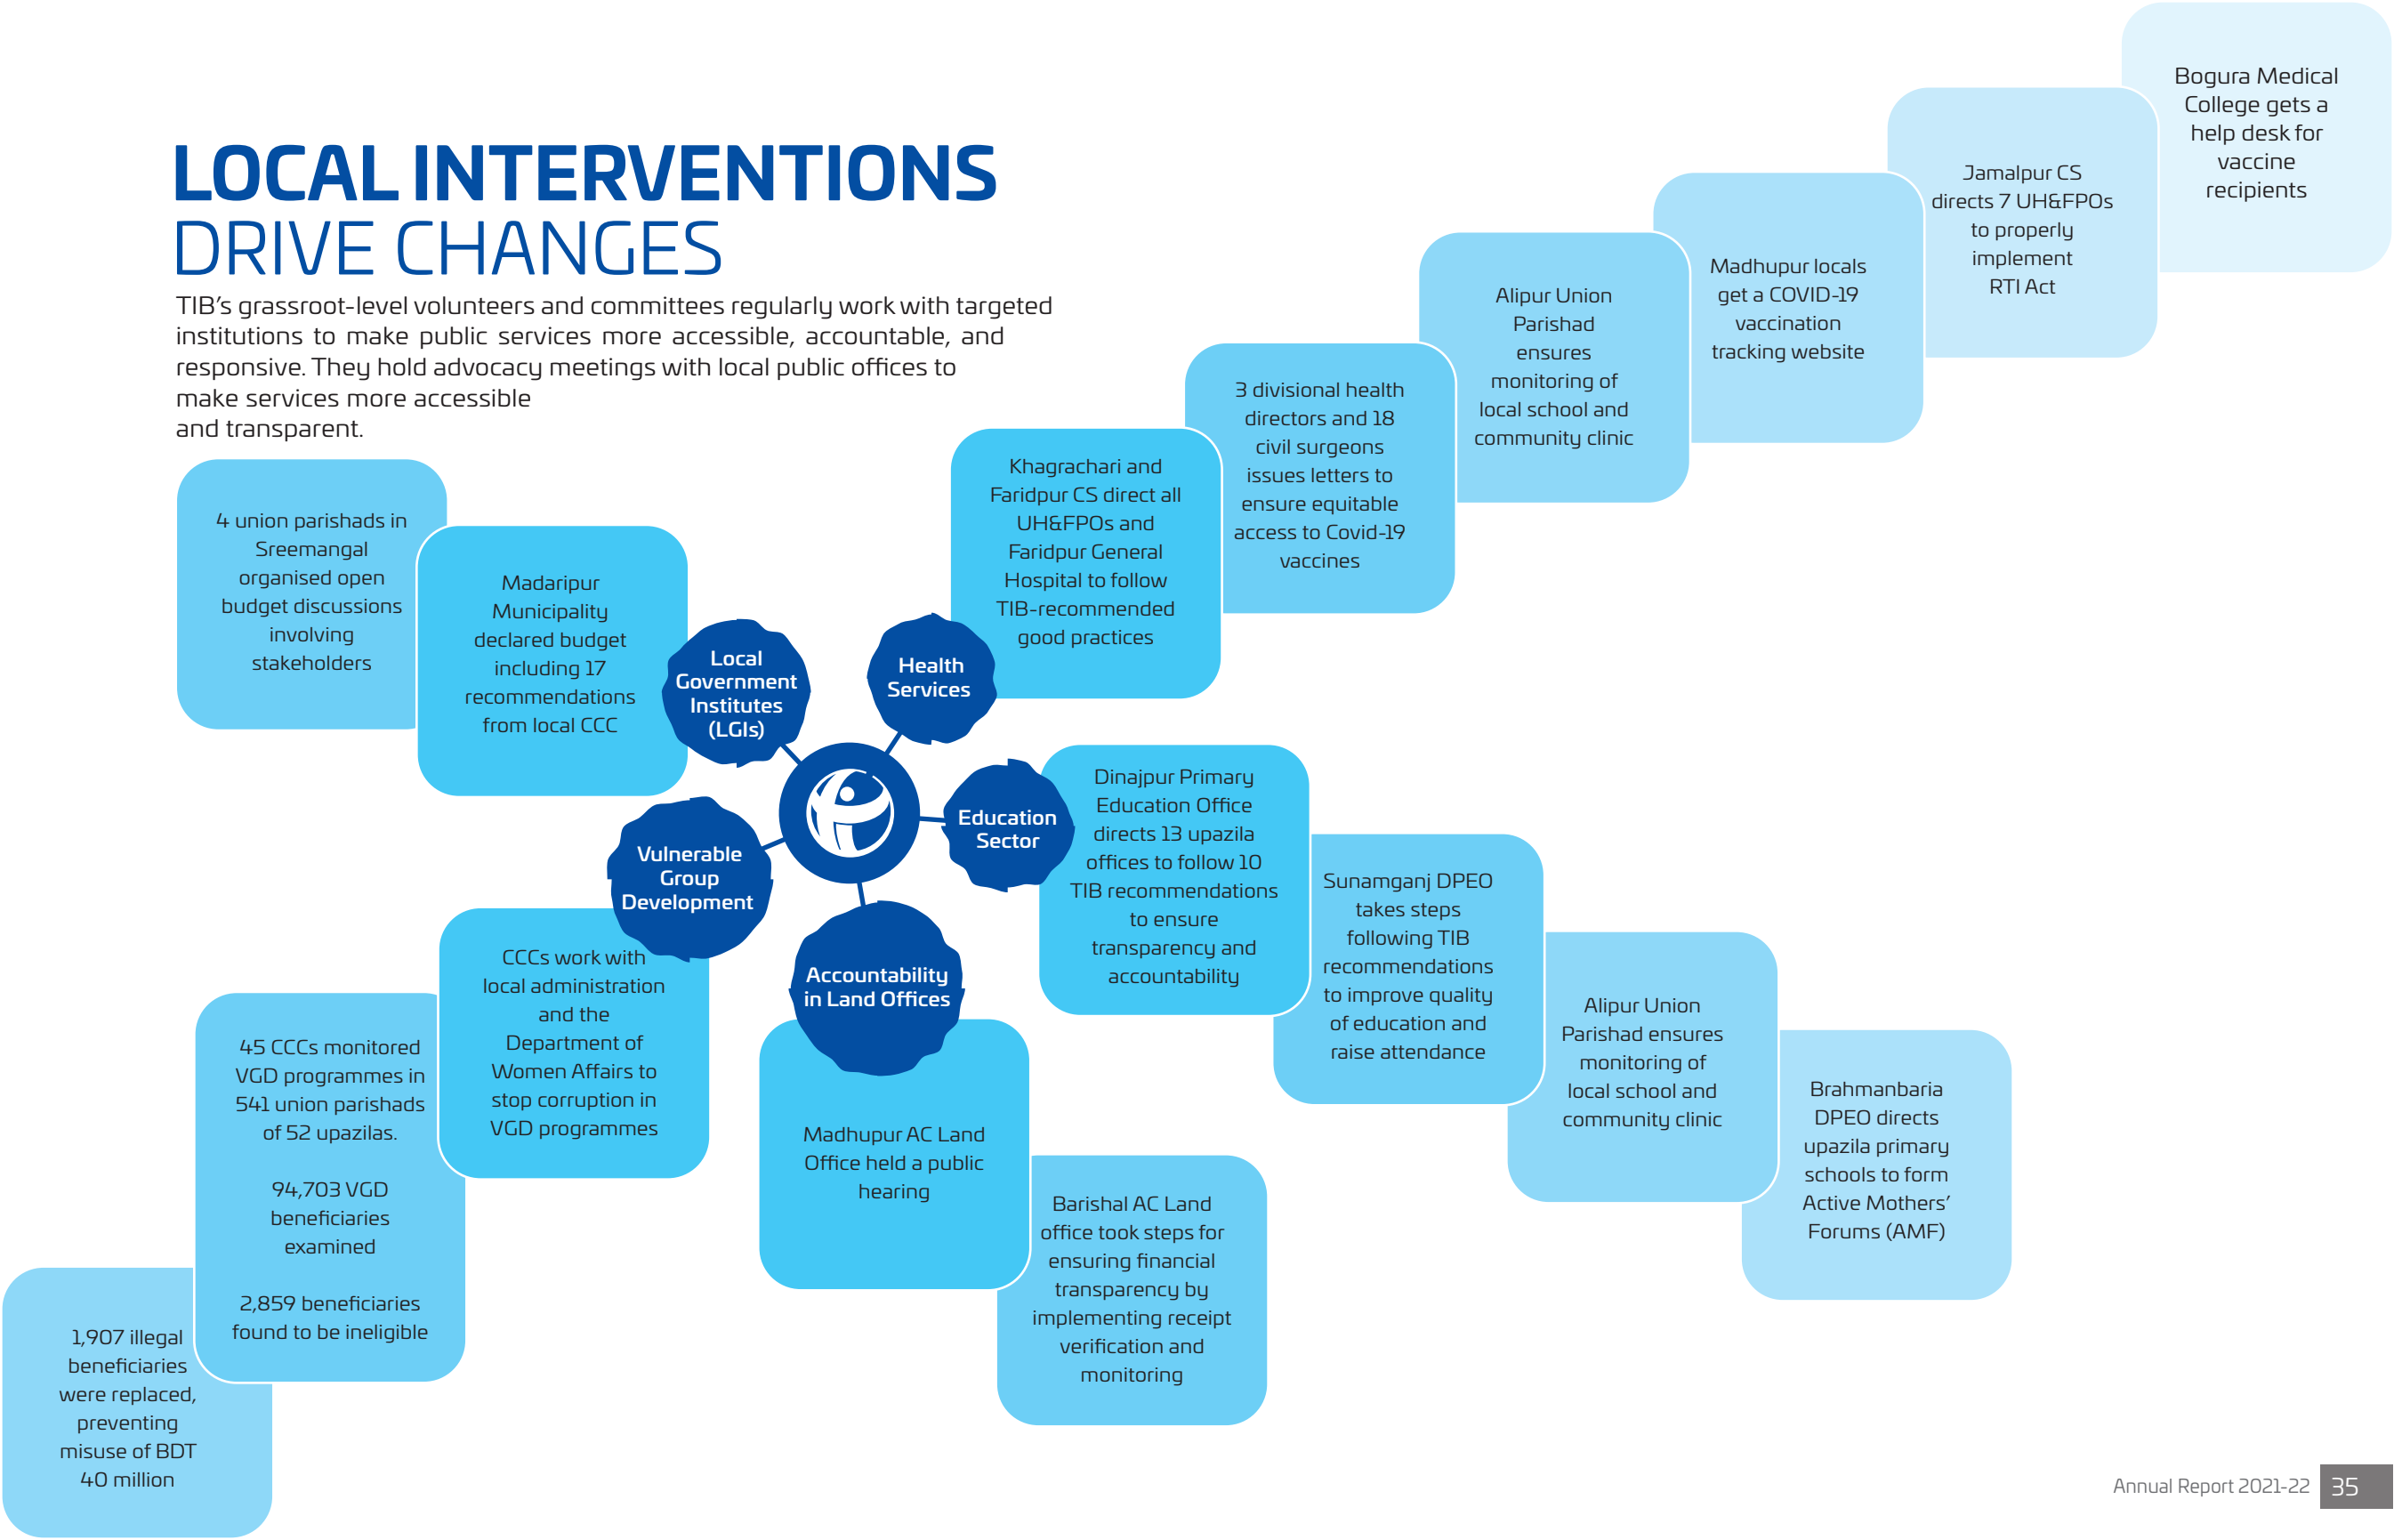 LOCAL INTERVENTIONS
DRIVE CHANGES
TIB's grassroot-level volunteers and committees regularly work with targeted
institutions to make public services more accessible, accountable, and
responsive. They hold advocacy meetings with local public offices to
make services more accessible
and transparent.
4 union parishads in
Sreemangal
organised open
budget discussions
involving
stakeholders
Madaripur
Municipality
declared budget
including 17
recommendations
from local CCC
Local
Government
Institutes
(LGIs)
Health
Services
Khagrachari and
Faridpur CS direct all
UH&FPOs and
Faridpur General
Hospital to follow
TIB-recommended
good practices
3 divisional health
directors and 18
civil surgeons
issues letters to
ensure equitable
access to Covid-19
vaccines
Alipur Union
Parishad
ensures
monitoring of
local school and
community clinic
Madhupur locals
get a COVID-19
vaccination
tracking website
Jamalpur CS
directs 7 UH&FPOs
to properly
implement
RTI Act
Bogura Medical
College gets a
help desk for
vaccine
recipients
Education
Sector
Dinajpur Primary
Education Office
directs 13 upazila
offices to follow 10
TIB recommendations
to ensure
transparency and
accountability
Sunamganj DPEO
takes steps
following TIB
recommendations
to improve quality
of education and
raise attendance
Alipur Union
Parishad ensures
monitoring of
local school and
community clinic
Brahmanbaria
DPEO directs
upazila primary
schools to form
Active Mothers'
Forums (AMF)
Vulnerable
Group
Development
CCCs work with
local administration
and the
Department of
Women Affairs to
stop corruption in
VGD programmes
45 CCCs monitored
VGD programmes in
541 union parishads
of 52 upazilas.
94,703 VGD
beneficiaries
examined
2,859 beneficiaries
found to be ineligible
1,907 illegal
beneficiaries
were replaced,
preventing
misuse of BDT
40 million
Accountability
in Land Offices
Madhupur AC Land
Office held a public
hearing
Barishal AC Land
office took steps for
ensuring financial
transparency by
implementing receipt
verification and
monitoring
Annual Report 2021-22 35